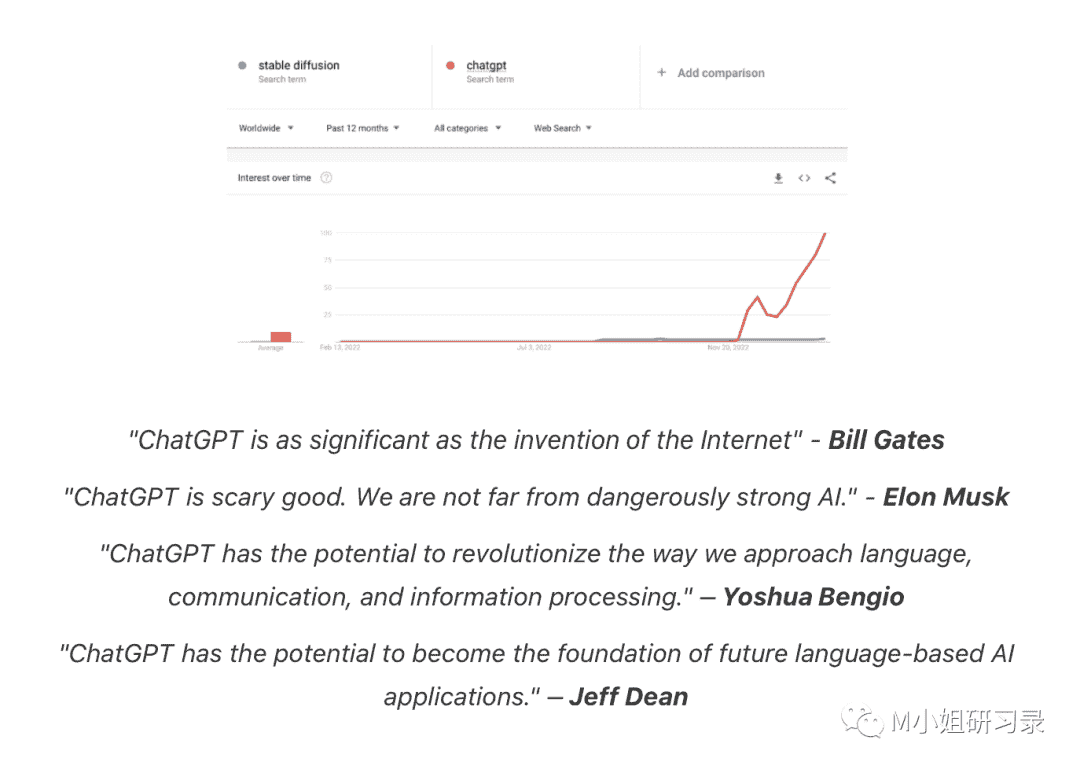 stable diffusion
Search term
chatgpt
Search term
+ Add comparison
Worldwide
Past 12 months
All categories
Web Search
Interest over time
100
75
50
25
Average
Feb 13, 2022
Jul 3, 2022
Nov 20, 2022
"ChatGPT is as significant as the invention of the Internet" - Bill Gates
"ChatGPT is scary good. We are not far from dangerously strong AI." - Elon Musk
"ChatGPT has the potential to revolutionize the way we approach language,
communication, and information processing." — Yoshua Bengio
"ChatGPT has the potential to become the foundation of future language-based AI
applications." — Jeff Dean
M小姐研习录